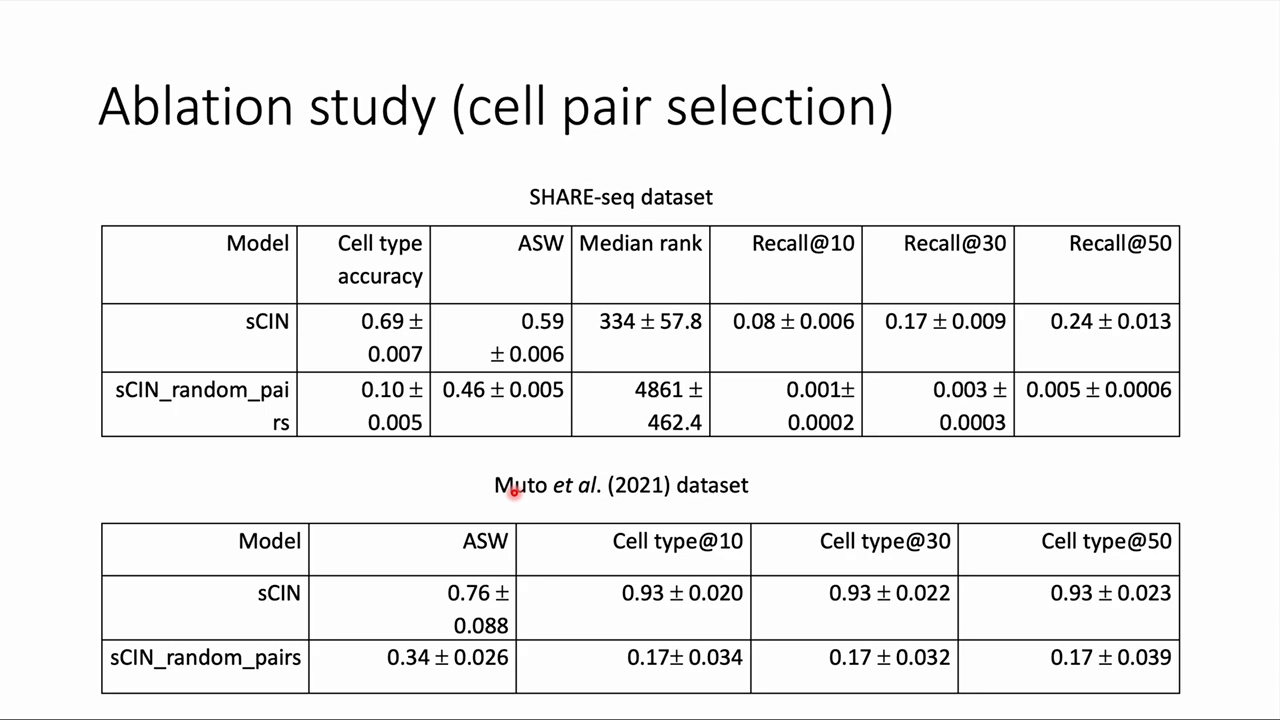 Ablation study (cell pair selection)
SHARE-seq dataset
Model Cell type accuracy ASW Median rank Recall@10 Recall@30 Recall@50
sCIN 0.69 ± 0.007 0.59 ± 0.006 334 ± 57.8 0.08 ± 0.006 0.17 ± 0.009 0.24 ± 0.013
sCIN_random_pairs 0.10 ± 0.005 0.46 ± 0.005 4861 ± 462.4 0.001± 0.0002 0.003 ± 0.0003 0.005 ± 0.0006
Muto et al. (2021) dataset
Model ASW Cell type@10 Cell type@30 Cell type@50
sCIN 0.76 ± 0.088 0.93 ± 0.020 0.93 ± 0.022 0.93 ± 0.023
sCIN_random_pairs 0.34 ± 0.026 0.17± 0.034 0.17 ± 0.032 0.17 ± 0.039